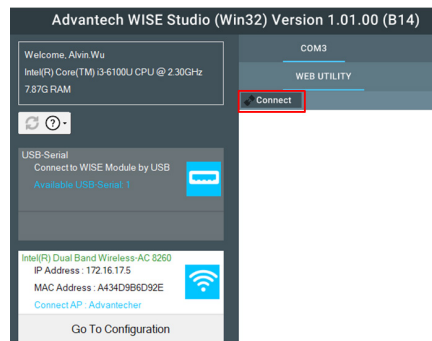 Advantech WISE Studio (Win32) Version 1.01.00 (B14)
Welcome, Alvin.Wu
Intel(R) Core(TM) i3-6100U CPU @ 2.30GHz
7.87G RAM
COM3
WEB UTILITY
Connect
USB-Serial
Connect to WISE Module by USB
Available USB-Serial: 1
Intel(R) Dual Band Wireless-AC 8260
IP Address : 172.16.17.5
MAC Address : A434D9B6D92E
Connect AP : Advantecher
Go To Configuration